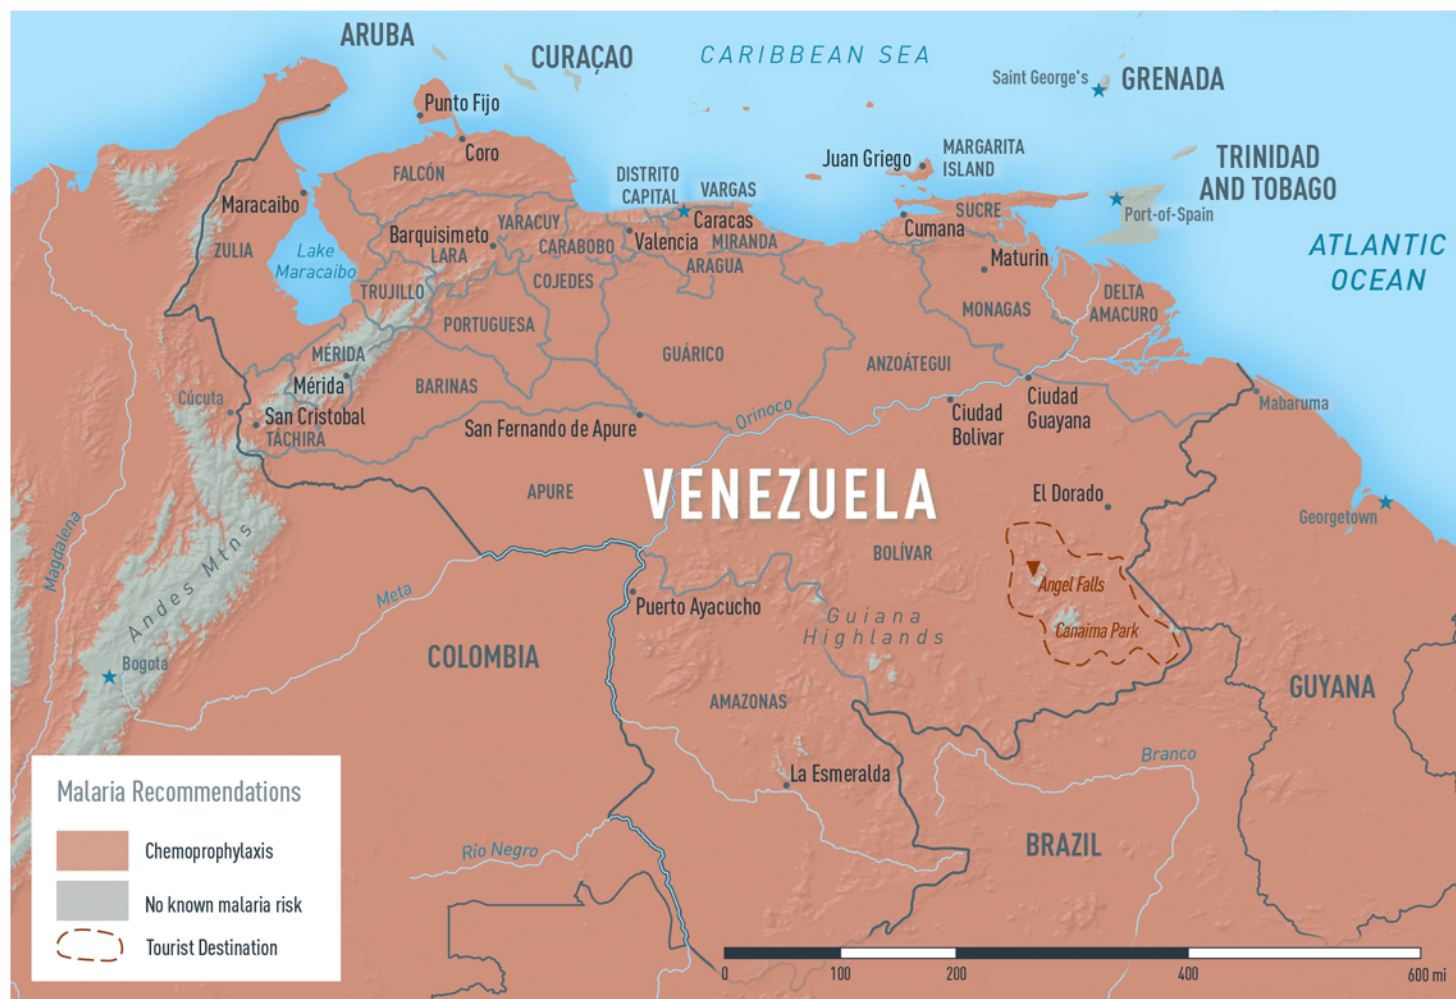 ARUBA
CURAÇAO
CARIBBEAN SEA
Saint George's
GRENADA
Punto Fijo
Coro
FALCÓN
Juan Griego
MARGARITA
ISLAND
TRINIDAD
AND TOBAGO
Port-of-Spain
DISTRITO
CAPITAL
VARGAS
Caracas
Maracaibo
ZULIA
Lake
Maracaibo
YARACUY
Barquisimeto
LARA
CARABOBO
Valencia
MIRANDA
ARAGUA
SUCRE
Cumana
Maturin
ATLANTIC
OCEAN
TRUJILLO
COJEDES
MONAGAS
DELTA
AMACURO
PORTUGUESA
GUÁRICO
ANZOÁTEGUI
MÉRIDA
Mérida
BARINAS
Cúcuta
San Cristobal
TÁCHIRA
San Fernando de Apure
Orinoco
Ciudad
Bolivar
Ciudad
Guayana
Mabaruma
APURE
VENEZUELA
El Dorado
Georgetown
Magdalena
Andes Mtns
Meta
BOLÍVAR
Angel Falls
Canaima Park
Puerto Ayacucho
Guiana
Highlands
Bogota
COLOMBIA
GUYANA
AMAZONAS
La Esmeralda
Branco
BRAZIL
Río Negro
Malaria Recommendations
Chemoprophylaxis
No known malaria risk
Tourist Destination
0 100 200 400 600 mi